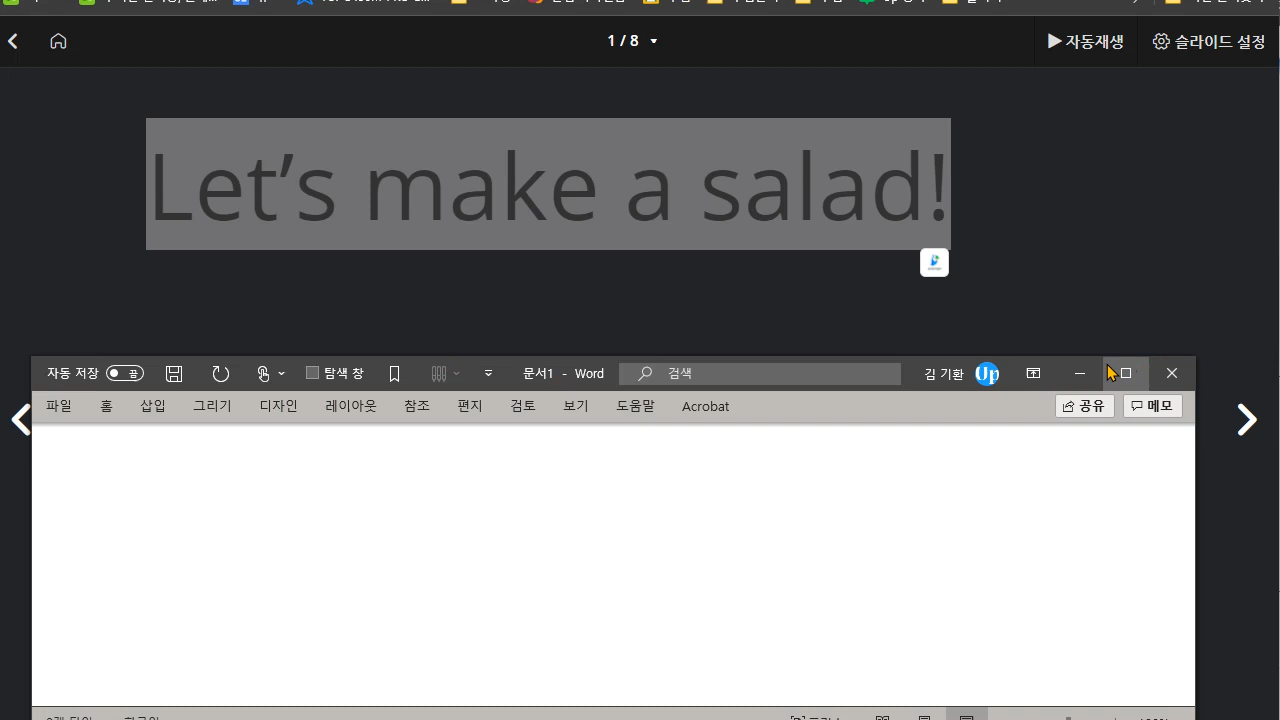 1 / 8
자동재생
슬라이드 설정
Let’s make a salad!
자동 저장 끔 탐색 창 문서1 - Word 검색 김 기환 Up
파일 홈 삽입 그리기 디자인 레이아웃 참조 편지 검토 보기 도움말 Acrobat 공유 메모